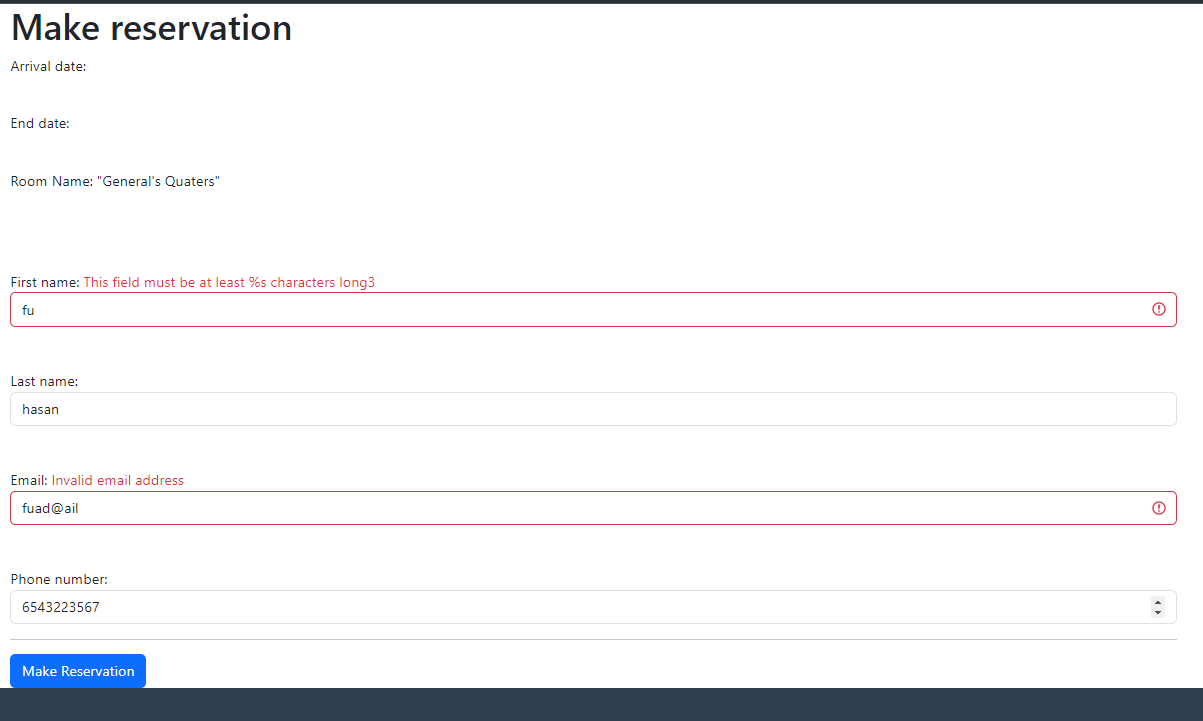 Make reservation
Arrival date:
End date:
Room Name: "General's Quaters"
First name: This field must be at least %s characters long3
fu
Last name:
hasan
Email: Invalid email address
fuad@ail
Phone number:
6543223567
Make Reservation